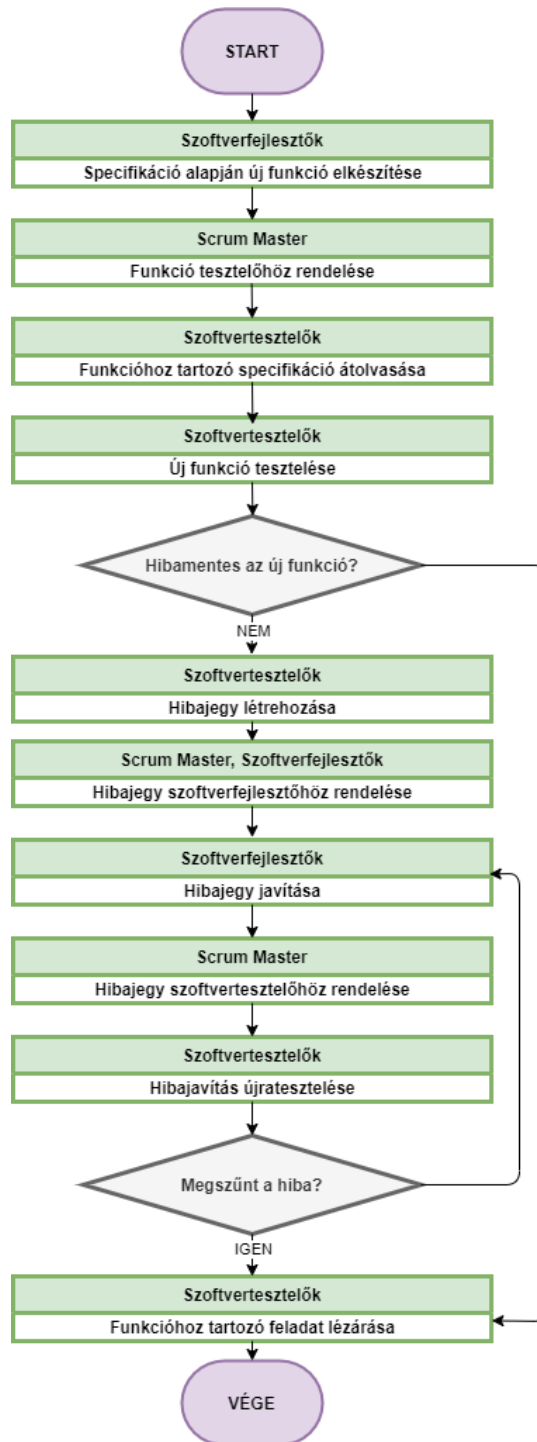 START
Szoftverfejlesztők
Specifikáció alapján új funkció elkészítése
Scrum Master
Funkció tesztelőhöz rendelése
Szoftvertesztelők
Funkcióhoz tartozó specifikáció átolvasása
Szoftvertesztelők
Új funkció tesztelése
Hibamentes az új funkció?
NEM
Szoftvertesztelők
Hibajegy létrehozása
Scrum Master, Szoftverfejlesztők
Hibajegy szoftverfejlesztőhöz rendelése
Szoftverfejlesztők
Hibajegy javítása
Scrum Master
Hibajegy szoftvertesztelőhöz rendelése
Szoftvertesztelők
Hibajavítás újratesztelése
Megszűnt a hiba?
IGEN
Szoftvertesztelők
Funkcióhoz tartozó feladat lézárása
VÉGE